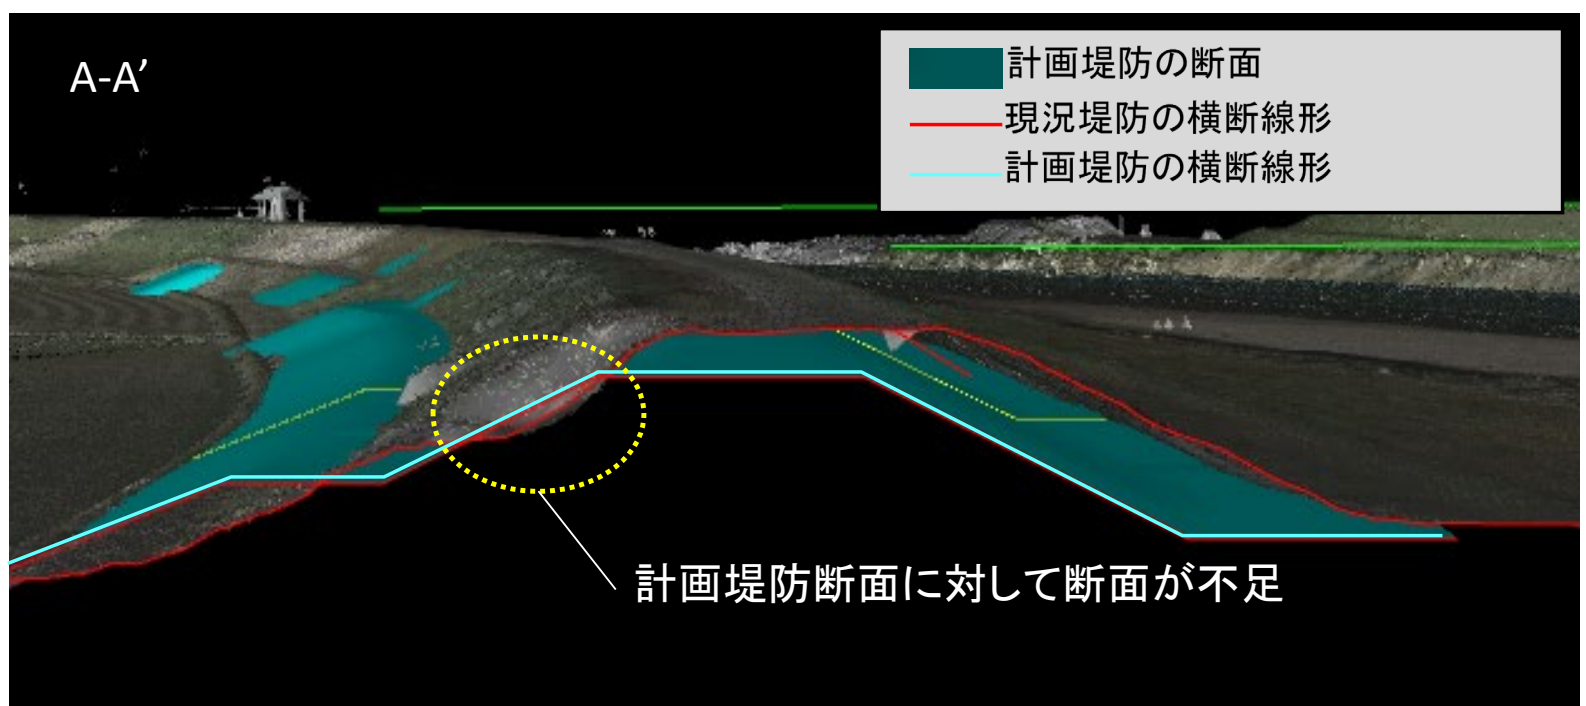 A-A’
計画堤防の断面
現況堤防の横断線形
計画堤防の横断線形
計画堤防断面に対して断面が不足